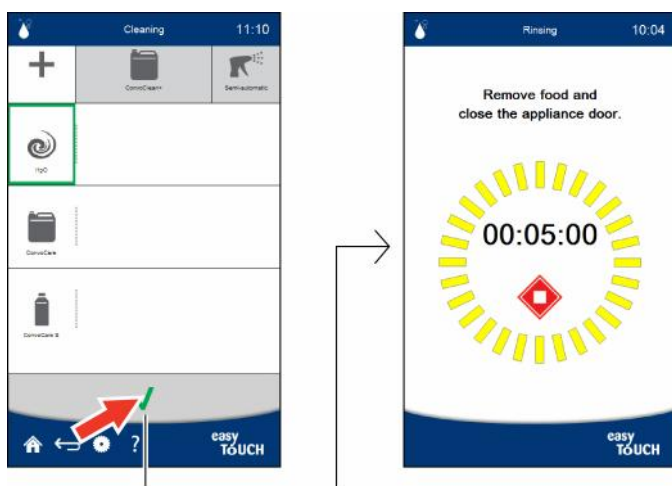 Cleaning 11:10
ConvoClean+ Semi-automatic
H₂O
ConvoCare
ConvoCare S
?
easy
TOUCH
Rinsing 10:04
Remove food and
close the appliance door.
00:05:00
easy
TOUCH